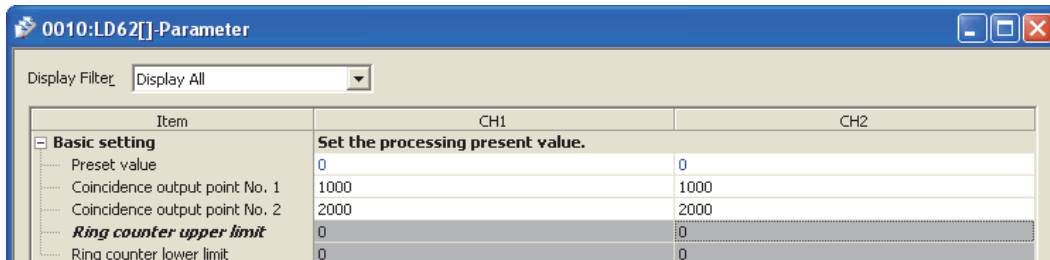 0010:LD62[]-Parameter
Display Filter Display All
Item CH1 CH2
Basic setting Set the processing present value.
Preset value 0 0
Coincidence output point No. 1 1000 1000
Coincidence output point No. 2 2000 2000
Ring counter upper limit 0 0
Ring counter lower limit 0 0